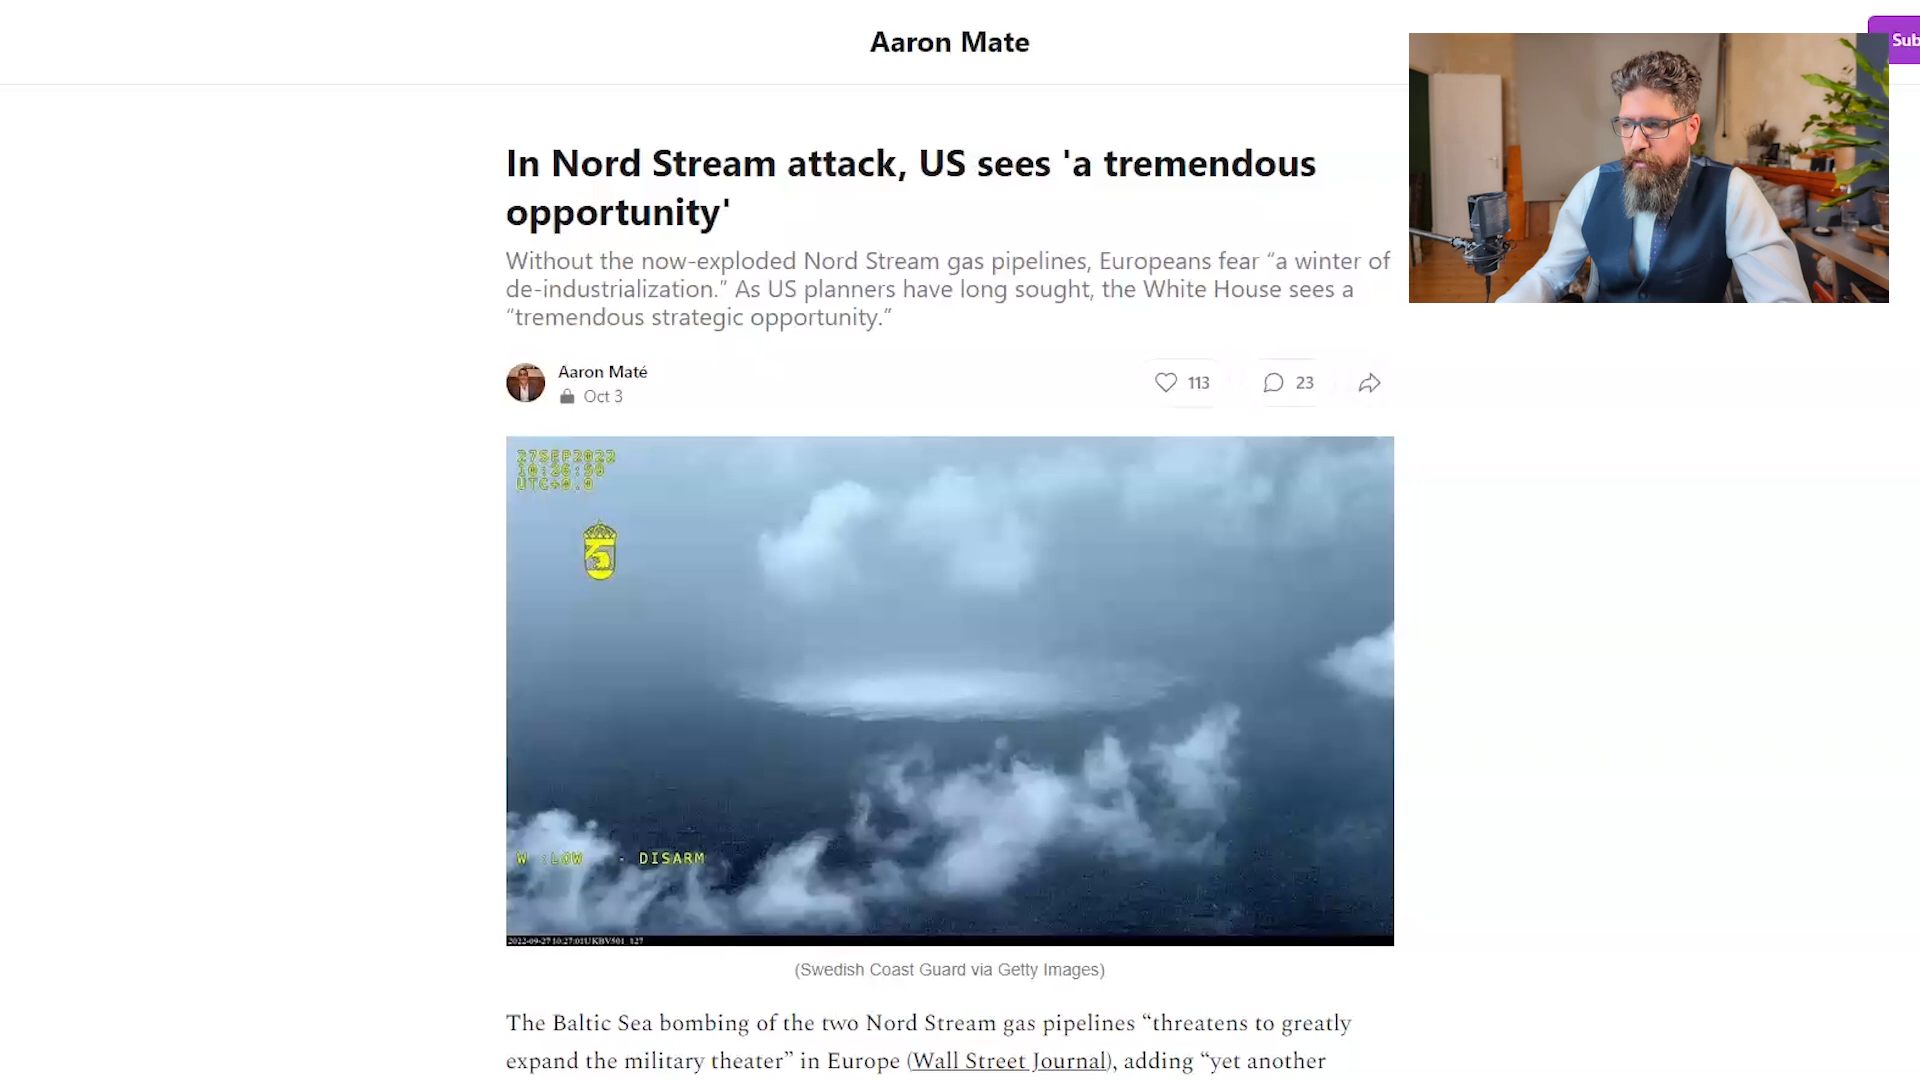 Aaron Mate
Sub
In Nord Stream attack, US sees 'a tremendous
opportunity'
Without the now-exploded Nord Stream gas pipelines, Europeans fear “a winter of
de-industrialization.” As US planners have long sought, the White House sees a
“tremendous strategic opportunity.”
Aaron Maté
Oct 3
113
23
27SEP2022
UTC+0.0
W :LOW - DISARM
(Swedish Coast Guard via Getty Images)
The Baltic Sea bombing of the two Nord Stream gas pipelines “threatens to greatly
expand the military theater” in Europe (Wall Street Journal), adding “yet another